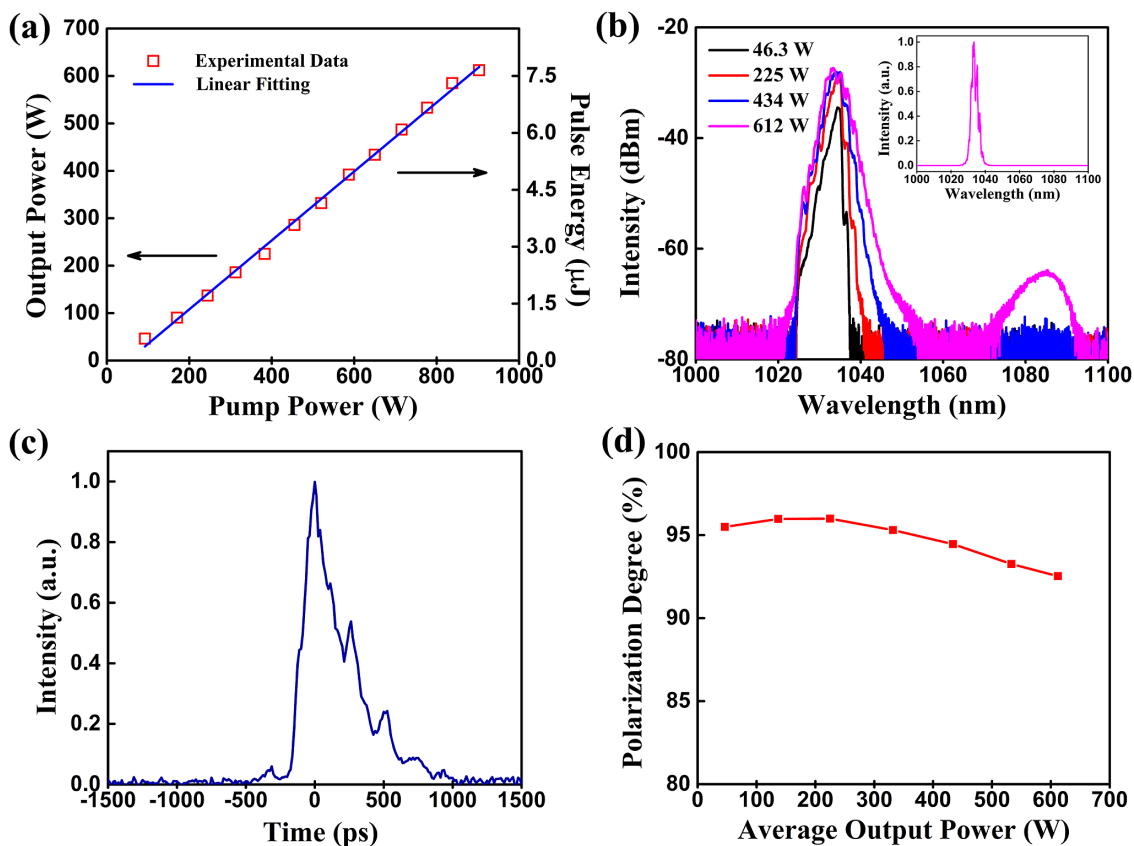 (a)
700
600
500
400
300
200
100
0
Output Power (W)
Experimental Data
Linear Fitting
7.5
6.0
4.5
3.0
1.5
0.0
Pulse Energy (μJ)
0 200 400 600 800 1000
Pump Power (W)
(b)
-20
-40
-60
-80
Intensity (dBm)
46.3 W
225 W
434 W
612 W
1.0
0.8
0.6
0.4
0.2
0.0
Intensity (a.u.)
1000 1020 1040 1060 1080 1100
Wavelength (nm)
1000 1020 1040 1060 1080 1100
Wavelength (nm)
(c)
1.0
0.8
0.6
0.4
0.2
0.0
Intensity (a.u.)
-1500 -1000 -500 0 500 1000 1500
Time (ps)
(d)
100
95
90
85
80
Polarization Degree (%)
0 100 200 300 400 500 600 700
Average Output Power (W)